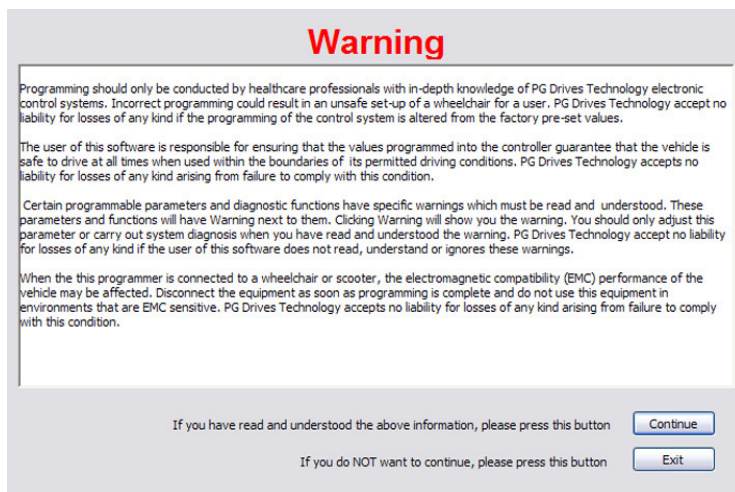 Warning
Programming should only be conducted by healthcare professionals with in-depth knowledge of PG Drives Technology electronic
control systems. Incorrect programming could result in an unsafe set-up of a wheelchair for a user. PG Drives Technology accept no
liability for losses of any kind if the programming of the control system is altered from the factory pre-set values.
The user of this software is responsible for ensuring that the values programmed into the controller guarantee that the vehicle is
safe to drive at all times when used within the boundaries of its permitted driving conditions. PG Drives Technology accepts no
liability for losses of any kind arising from failure to comply with this condition.
Certain programmable parameters and diagnostic functions have specific warnings which must be read and understood. These
parameters and functions will have Warning next to them. Clicking Warning will show you the warning. You should only adjust this
parameter or carry out system diagnosis when you have read and understood the warning. PG Drives Technology accept no liability
for losses of any kind if the user of this software does not read, understand or ignores these warnings.
When the this programmer is connected to a wheelchair or scooter, the electromagnetic compatibility (EMC) performance of the
vehicle may be affected. Disconnect the equipment as soon as programming is complete and do not use this equipment in
environments that are EMC sensitive. PG Drives Technology accepts no liability for losses of any kind arising from failure to comply
with this condition.
If you have read and understood the above information, please press this button Continue
If you do NOT want to continue, please press this button Exit